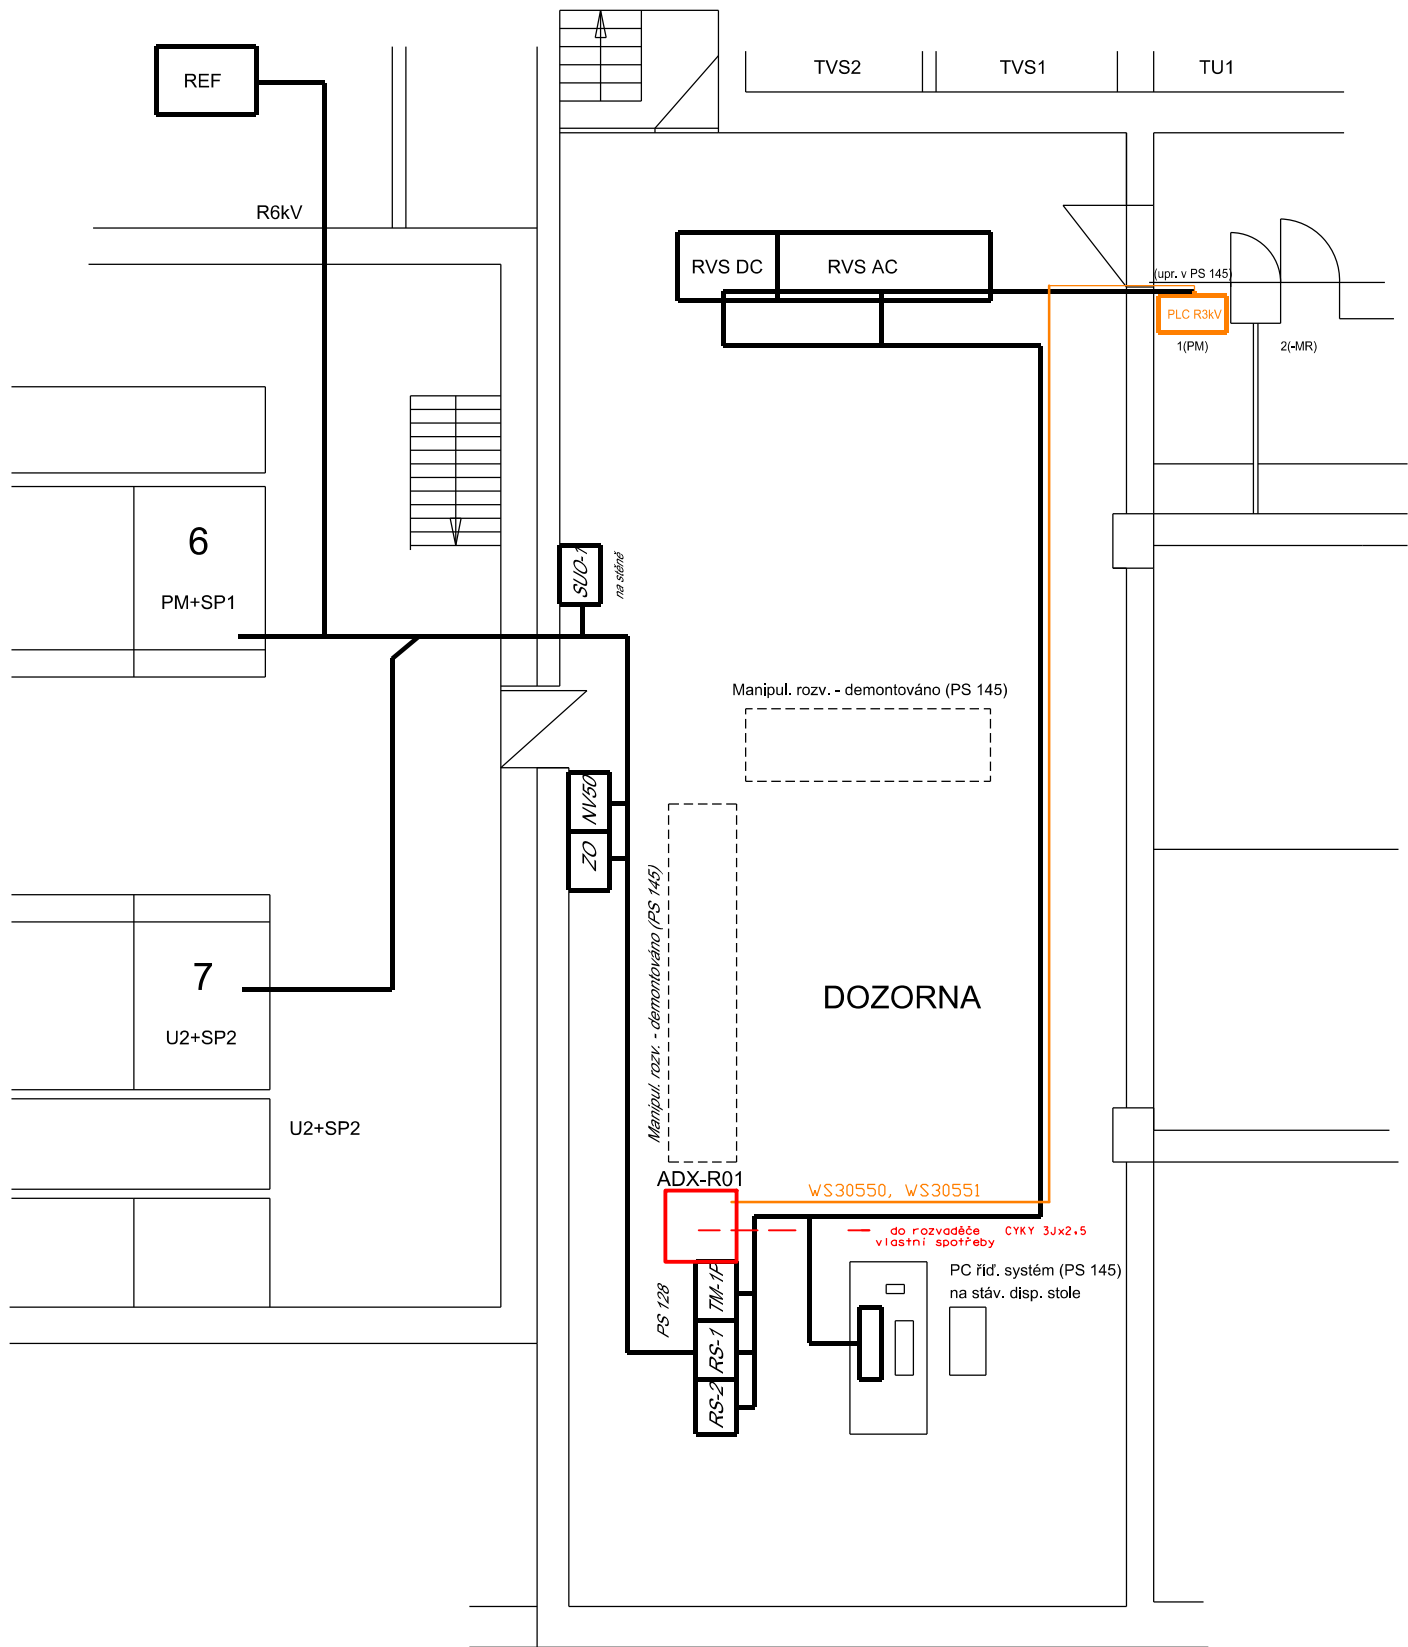 TVS2
TVS1
TU1
REF
R6kV
RVS DC
RVS AC
(upr. v PS 145)
PLC R3kV
1(PM)
2(-MR)
6
PM+SP1
SUO-1
na stěně
Manipul. rozv. - demontováno (PS 145)
NV50
ZO
Manipul. rozv. - demontováno (PS 145)
7
U2+SP2
DOZORNA
U2+SP2
ADX-R01
WS30550, WS30551
do rozvaděče CYKY 3Jx2.5
vlastní spotřeby
PC říd. systém (PS 145)
na stáv. disp. stole
PS 128
TM-1P
RS-1
RS-2